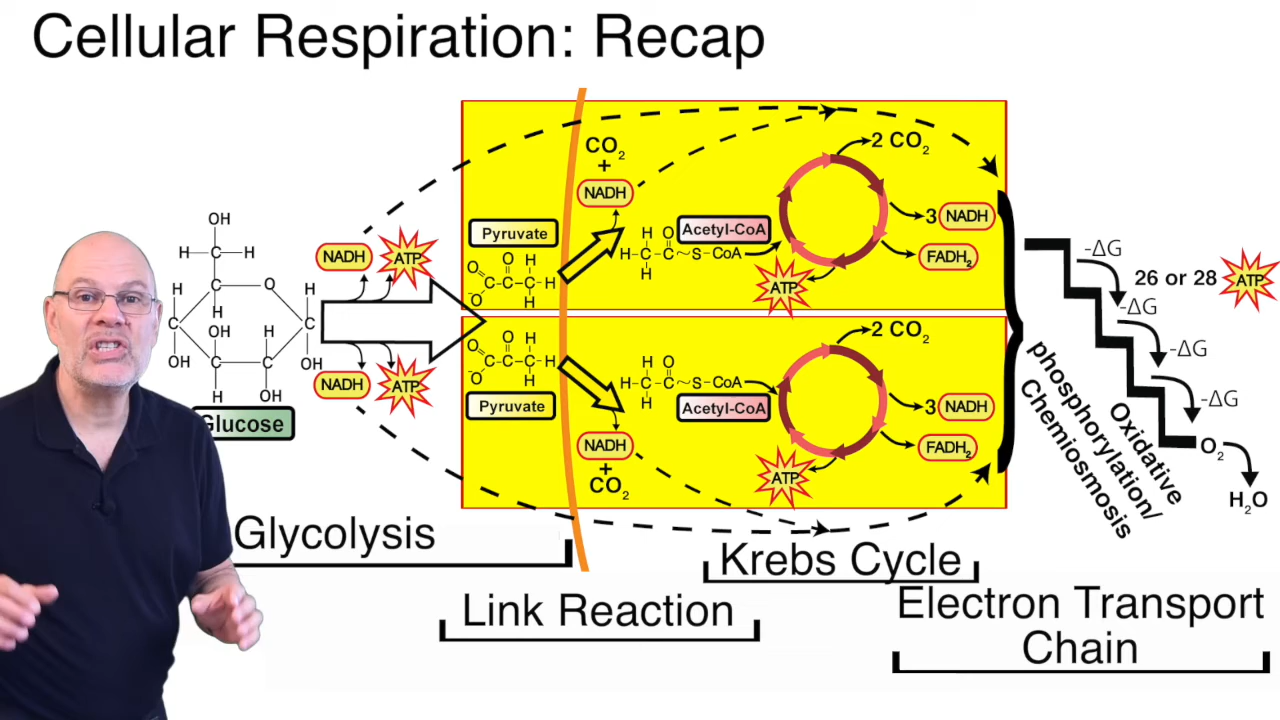 Cellular Respiration: Recap
CO2
+
NADH
2 CO2
3 NADH
FADH2
ATP
Acetyl-CoA
H
H-C-C~S-CoA
O
H
Pyruvate
O
O
H
C-C-C-H
-O
H
NADH
ATP
OH
H-C-H
C
O
H
H
H
C
OH
H
C
OH
C
H
C
OH
H
OH
Glucose
NADH
ATP
O
O
H
C-C-C-H
-O
H
Pyruvate
NADH
+
CO2
H
O
H-C-C~S-CoA
H
Acetyl-CoA
2 CO2
3 NADH
FADH2
ATP
-ΔG
-ΔG
-ΔG
-ΔG
26 or 28 ATP
O2
H2O
Oxidative
phosphorylation/
Chemiosmosis
Glycolysis
Link Reaction
Krebs Cycle
Electron Transport
Chain